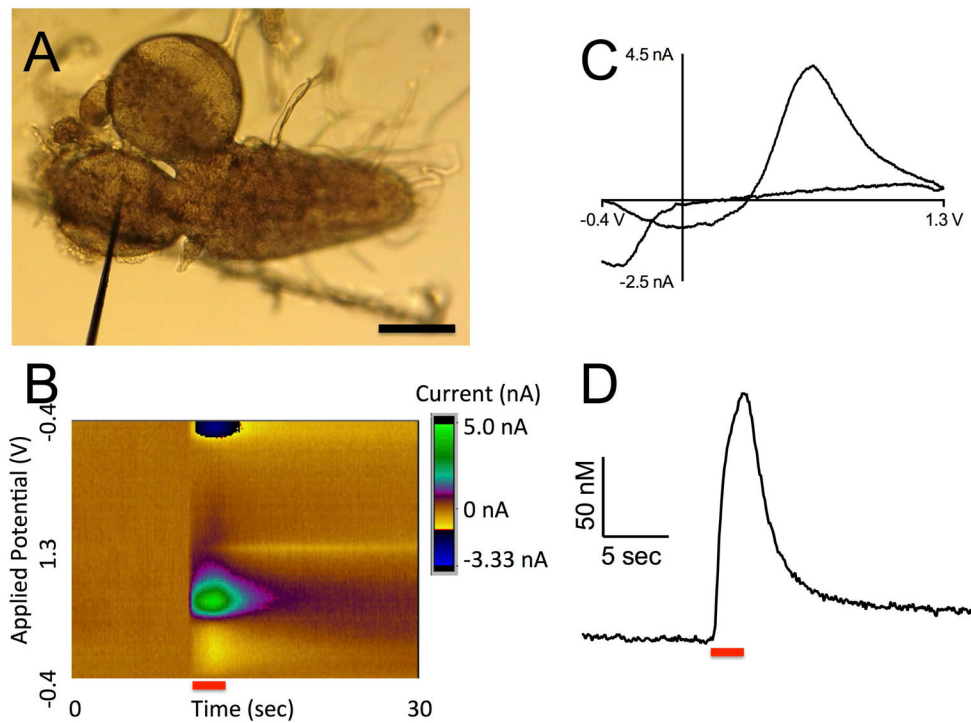 A
B
Current (nA)
5.0 nA
0 nA
-3.33 nA
Applied Potential (V)
-0.4
1.3
-0.4
0
Time (sec)
30
C
4.5 nA
-0.4 V
1.3 V
-2.5 nA
D
50 nM
5 sec